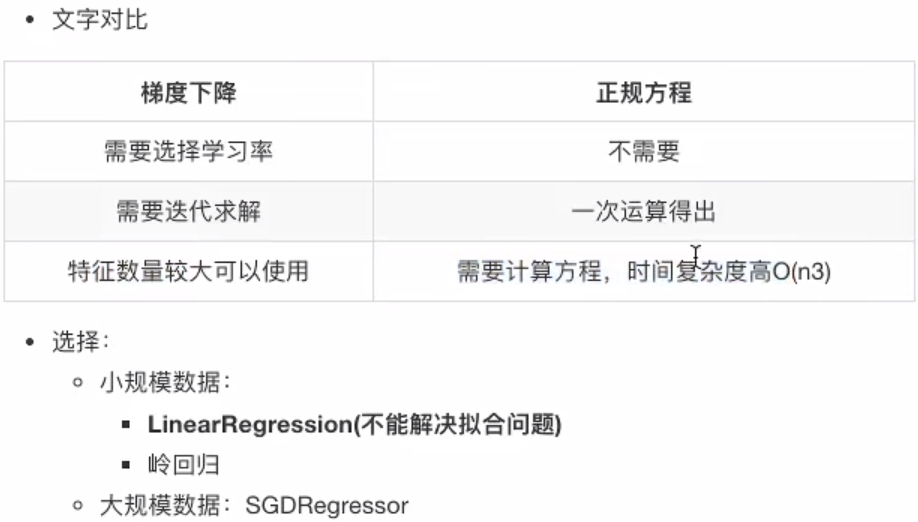 文字对比
梯度下降 正规方程
需要选择学习率 不需要
需要迭代求解 一次运算得出
特征数量较大可以使用 需要计算方程，时间复杂度高O(n3)
选择：
小规模数据：
LinearRegression(不能解决拟合问题)
岭回归
大规模数据：SGDRegressor